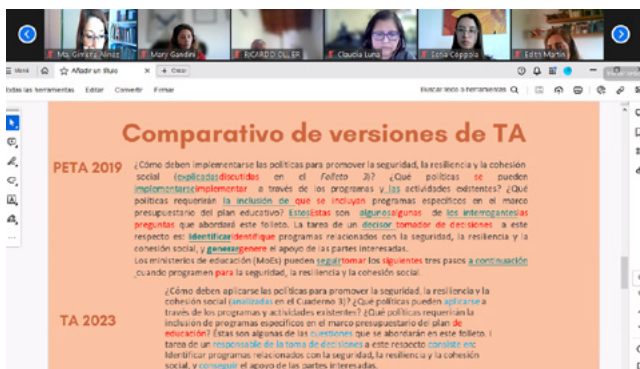 Ma. Gimena Alvez
Mary Gandini
RICARDO OLLER
Claudia Luna
Sofia Cóppola
Edith Martin
Menú
Añadir un título
+ Crear
Todas las herramientas Editar Convertir Firmar
Buscar texto o herramientas
Comparativo de versiones de TA
PETA 2019
¿Cómo deben implementarse las políticas para promover la seguridad, la resiliencia y la cohesión
social (explicadasdiscutidas en el Folleto 3)? ¿Qué políticas se pueden
implementarseimplementar a través de los programas y las actividades existentes? ¿Qué
políticas requerirán la inclusión de que se incluyan programas específicos en el marco
presupuestario del plan educativo? EstosEstas son algunosalgunas de los interroganteslas
preguntas que abordará este folleto. La tarea de un decisor tomador de decisiones a este
respecto es: Identificaridentifique programas relacionados con la seguridad, la resiliencia y la
cohesión social, y generargenere el apoyo de las partes interesadas.
Los ministerios de educación (MoEs) pueden seguirtomar los siguientes tres pasos a continuación
cuando programen para la seguridad, la resiliencia y la cohesión social.
TA 2023
¿Cómo deben aplicarse las políticas para promover la seguridad, la resiliencia y la
cohesión social (analizadas en el Cuaderno 3)? ¿Qué políticas pueden aplicarse a
través de los programas y actividades existentes? ¿Qué políticas requerirán la
inclusión de programas específicos en el marco presupuestario del plan de
educación? Éstas son algunas de las cuestiones que se abordarán en este folleto. l
tarea de un responsable de la toma de decisiones a este respecto consiste en:
Identificar programas relacionados con la seguridad, la resiliencia y la cohesión
social, y conseguir el apoyo de las partes interesadas.